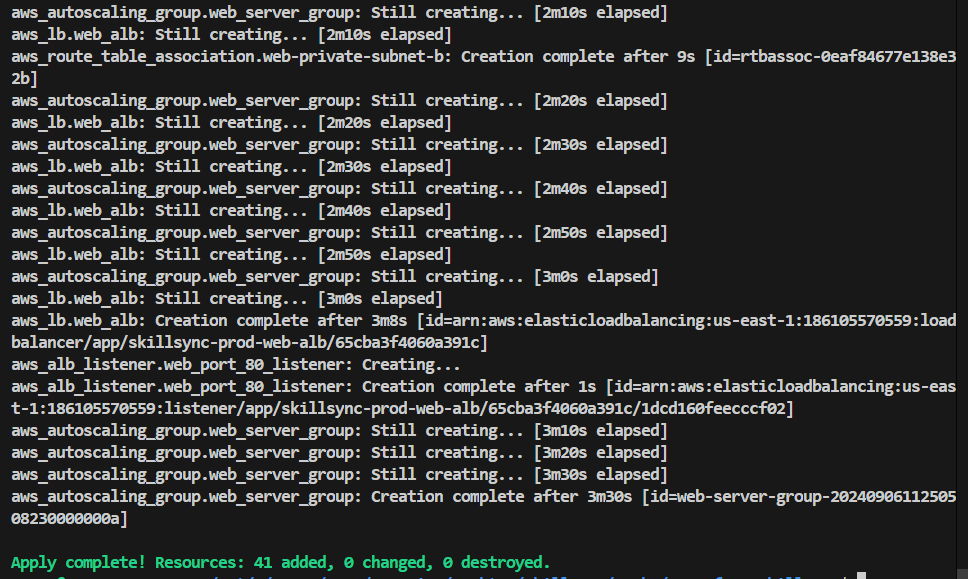 aws_autoscaling_group.web_server_group: Still creating... [2m10s elapsed]
aws_lb.web_alb: Still creating... [2m10s elapsed]
aws_route_table_association.web-private-subnet-b: Creation complete after 9s [id=rtbassoc-0eaf84677e138e3
2b]
aws_autoscaling_group.web_server_group: Still creating... [2m20s elapsed]
aws_lb.web_alb: Still creating... [2m20s elapsed]
aws_autoscaling_group.web_server_group: Still creating... [2m30s elapsed]
aws_lb.web_alb: Still creating... [2m30s elapsed]
aws_autoscaling_group.web_server_group: Still creating... [2m40s elapsed]
aws_lb.web_alb: Still creating... [2m40s elapsed]
aws_autoscaling_group.web_server_group: Still creating... [2m50s elapsed]
aws_lb.web_alb: Still creating... [2m50s elapsed]
aws_autoscaling_group.web_server_group: Still creating... [3m0s elapsed]
aws_lb.web_alb: Still creating... [3m0s elapsed]
aws_lb.web_alb: Creation complete after 3m8s [id=arn:aws:elasticloadbalancing:us-east-1:186105570559:load
balancer/app/skillsync-prod-web-alb/65cba3f4060a391c]
aws_alb_listener.web_port_80_listener: Creating...
aws_alb_listener.web_port_80_listener: Creation complete after 1s [id=arn:aws:elasticloadbalancing:us-eas
t-1:186105570559:listener/app/skillsync-prod-web-alb/65cba3f4060a391c/1dcd160feecccf02]
aws_autoscaling_group.web_server_group: Still creating... [3m10s elapsed]
aws_autoscaling_group.web_server_group: Still creating... [3m20s elapsed]
aws_autoscaling_group.web_server_group: Still creating... [3m30s elapsed]
aws_autoscaling_group.web_server_group: Creation complete after 3m30s [id=web-server-group-20240906112505
08230000000a]
Apply complete! Resources: 41 added, 0 changed, 0 destroyed.